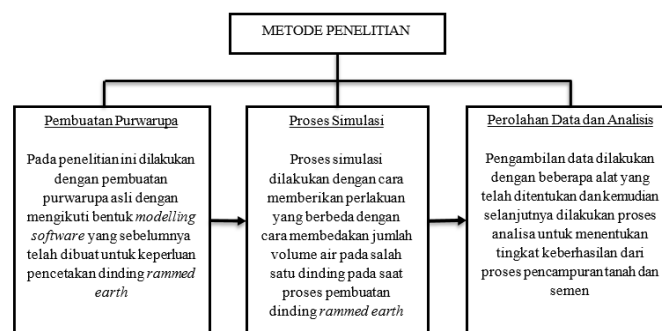 METODE PENELITIAN
Pembuatan Purwarupa
Pada penelitian ini dilakukan
dengan pembuatan
purwarupa asli dengan
mengikuti bentuk modelling
software yang sebelumnya
telah dibuat untuk keperluan
pencetakan dinding rammed
earth
Proses Simulasi
Proses simulasi
dilakukan dengan cara
memberikan perlakuan
yang berbeda dengan
cara membedakan jumlah
volume air pada salah
satu dinding pada saat
proses pembuatan
dinding rammed earth
Perolahan Data dan Analisis
Pengambilan data dilakukan
dengan beberapa alat yang
telah ditentukan dan kemudian
selanjutnya dilakukan proses
analisa untuk menentukan
tingkat keberhasilan dari
proses pencampuran tanah dan
semen